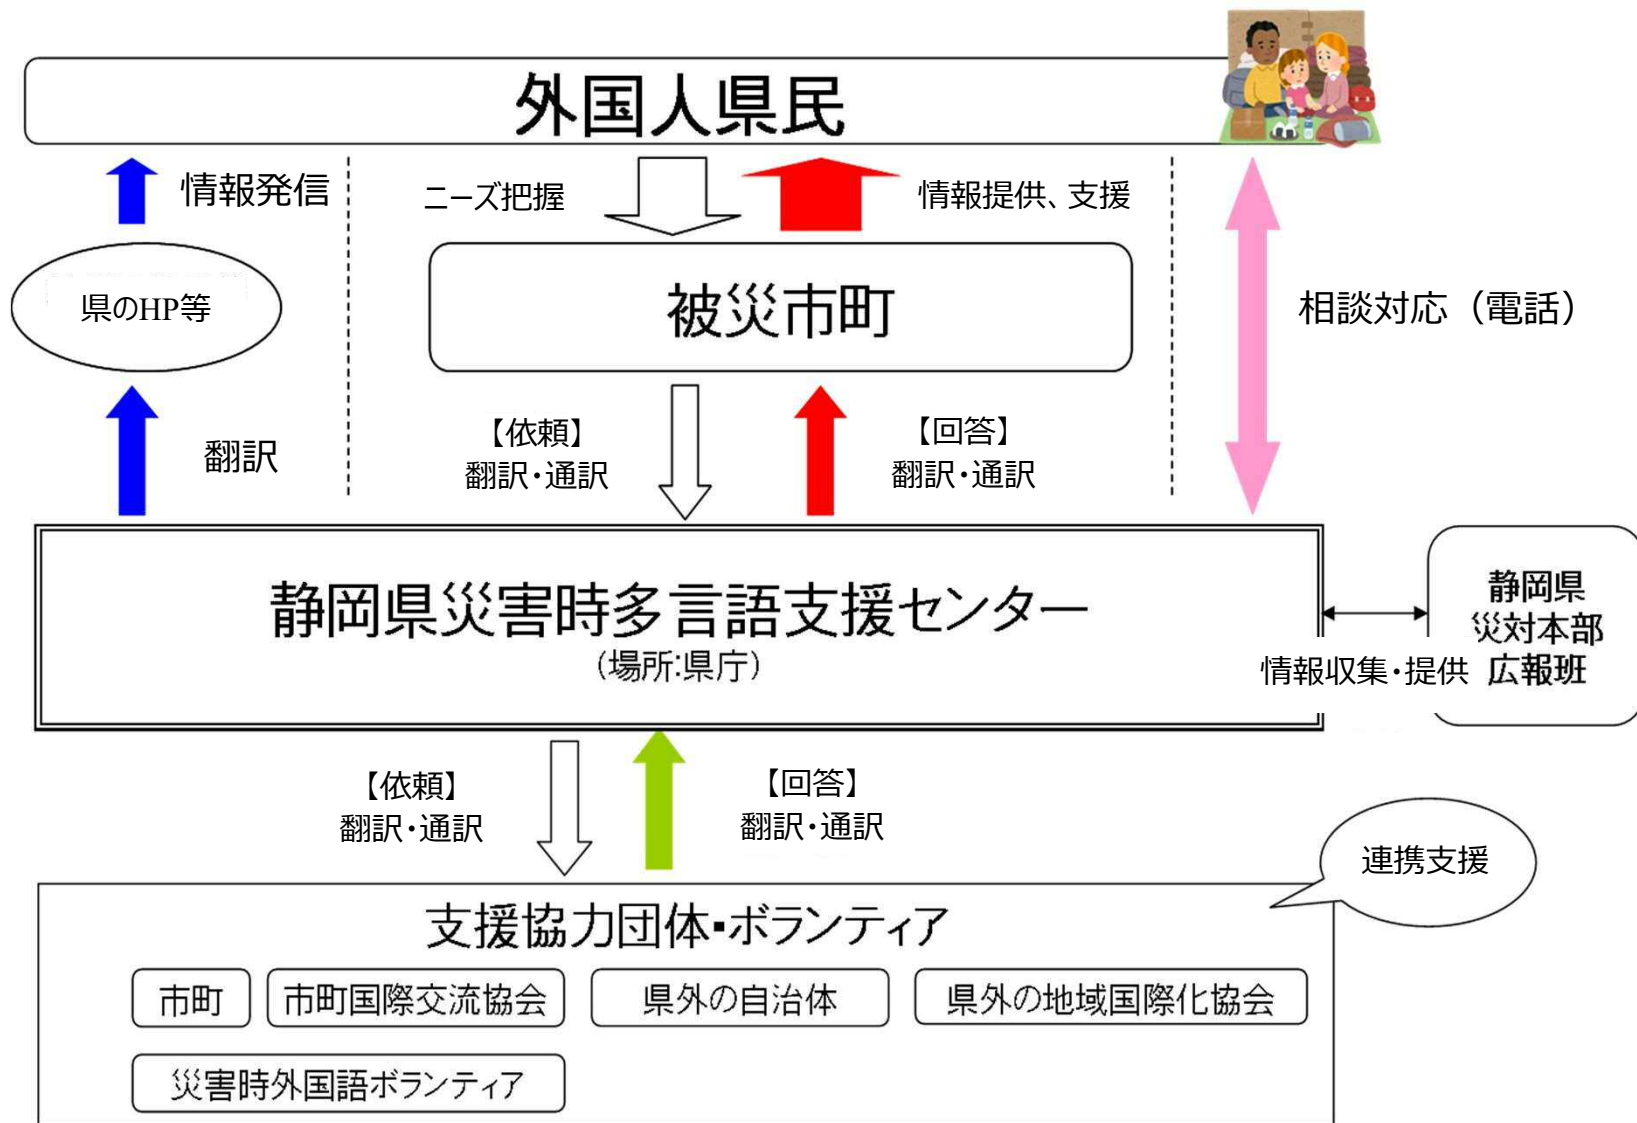 外国人県民
情報発信
ニーズ把握
情報提供、支援
県のHP等
被災市町
相談対応（電話）
翻訳
【依頼】
翻訳・通訳
【回答】
翻訳・通訳
静岡県災害時多言語支援センター
（場所:県庁）
静岡県
災対本部
広報班
情報収集・提供
【依頼】
翻訳・通訳
【回答】
翻訳・通訳
連携支援
支援協力団体・ボランティア
市町
市町国際交流協会
県外の自治体
県外の地域国際化協会
災害時外国語ボランティア